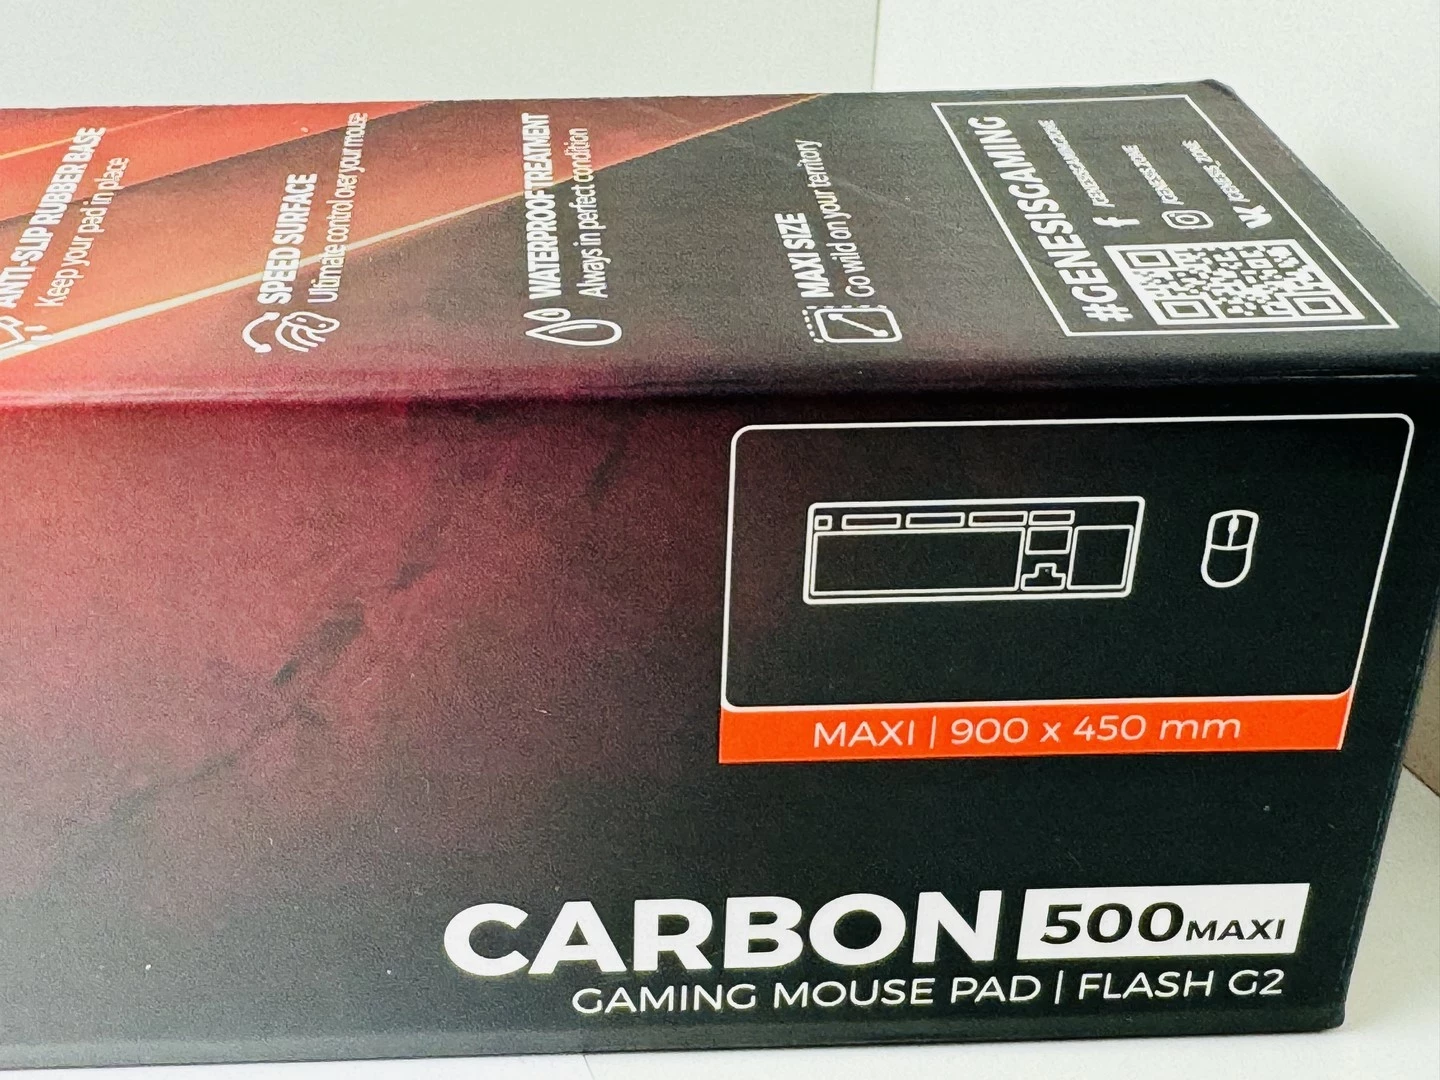 ANTI-SLIP RUBBER BASE
Keep your pad in place
SPEED SURFACE
Ultimate control over your mouse
WATERPROOF TREATMENT
Always in perfect condition
MAXI SIZE
Go wild on your territory
#GENESISGAMING
MAXI | 900 x 450 mm
CARBON 500 MAXI
GAMING MOUSE PAD | FLASH G2